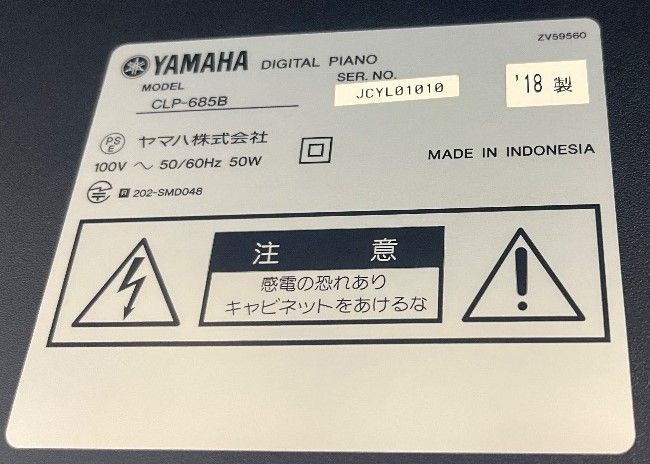 ZV59560
YAMAHA DIGITAL PIANO
MODEL
CLP-685B
SER. NO.
JCYL01010
'18 製
PS
E
ヤマハ株式会社
100V ～ 50/60Hz 50W
MADE IN INDONESIA
R 202-SMD048
注 意
感電の恐れあり
キャビネットをあけるな